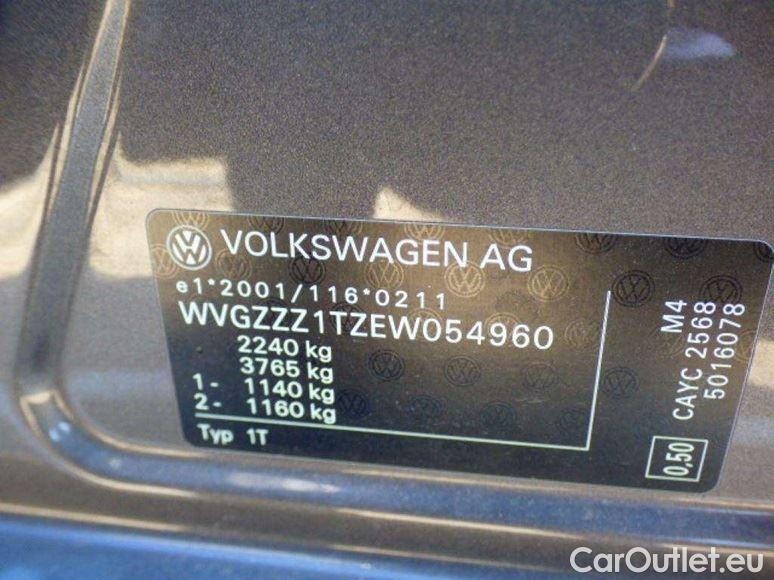 VOLKSWAGEN AG
e1*2001/116*0211
WVGZZZ1TZEW054960
2240 kg
3765 kg
1- 1140 kg
2- 1160 kg
Typ 1T
M4
CAYC 2568
5016078
0,50
CarOutlet.eu